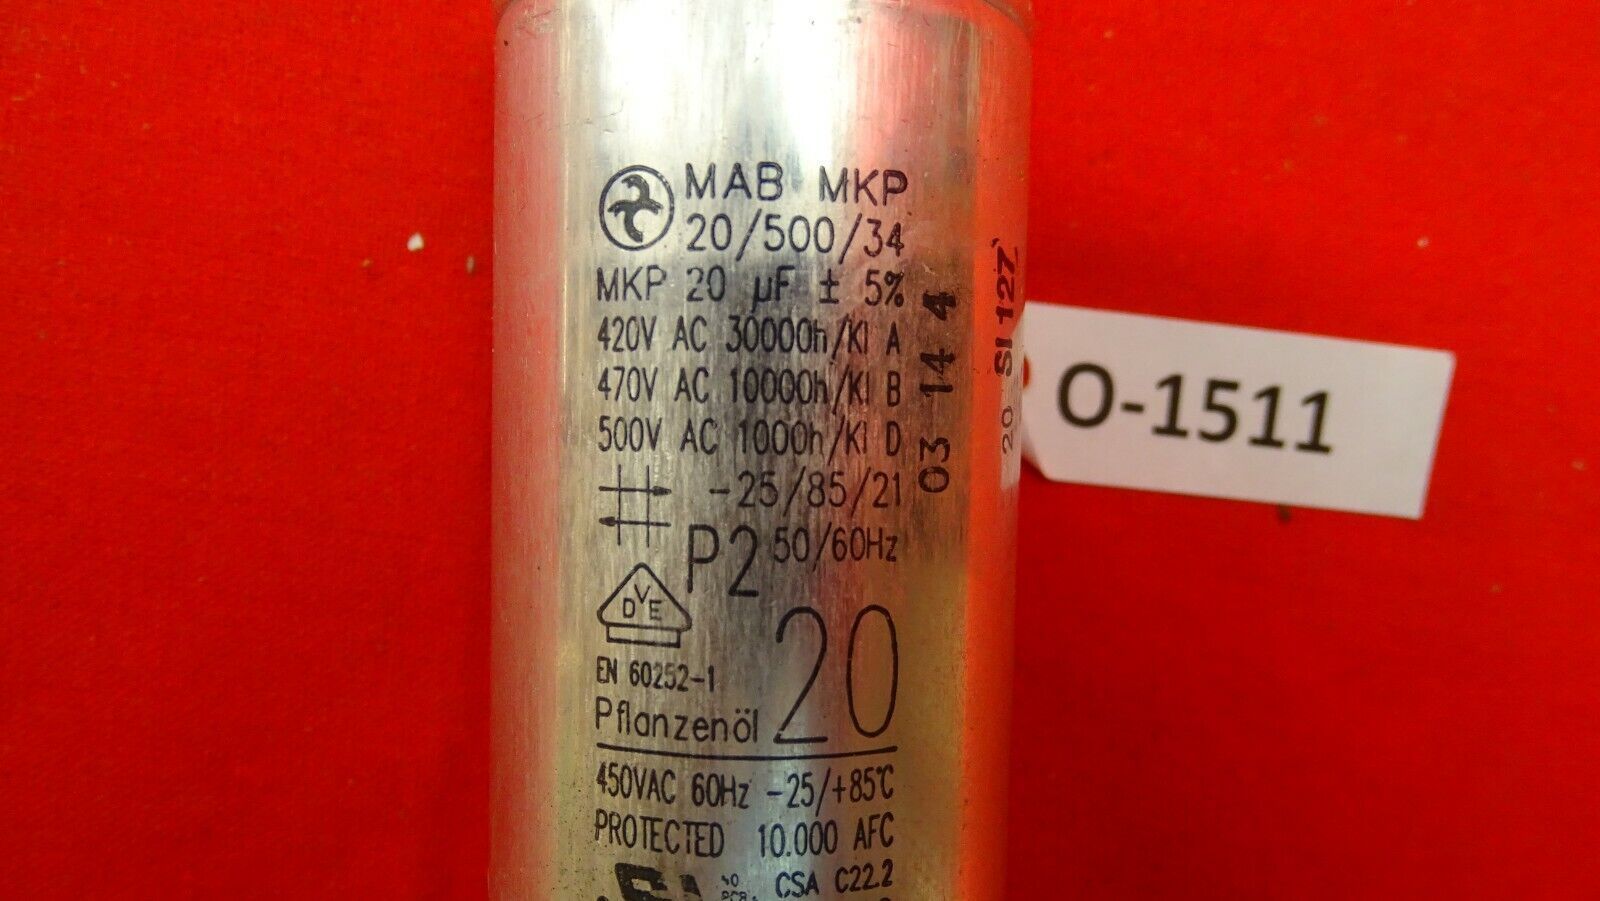 MAB MKP
20/500/34
MKP 20 µF ± 5%
420V AC 30000h/Kl A
470V AC 10000h/Kl B
500V AC 1000h/Kl D
-25/85/21
P2 50/60Hz
DVE
20
EN 60252-1
Pflanzenöl
450VAC 60Hz -25/+85°C
PROTECTED 10.000 AFC
CSA C22.2
03 14 4
20 SI 127
O-1511